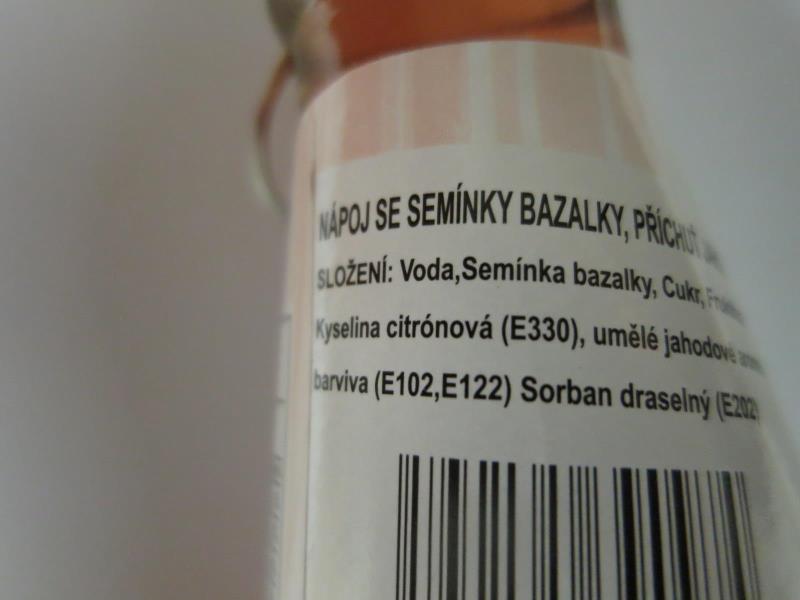 NÁPOJ SE SEMÍNKY BAZALKY, PŘÍCHUŤ
SLOŽENÍ: Voda,Semínka bazalky, Cukr,
Kyselina citrónová (E330), umělé jahodové
barviva (E102,E122) Sorban draselný (E202)